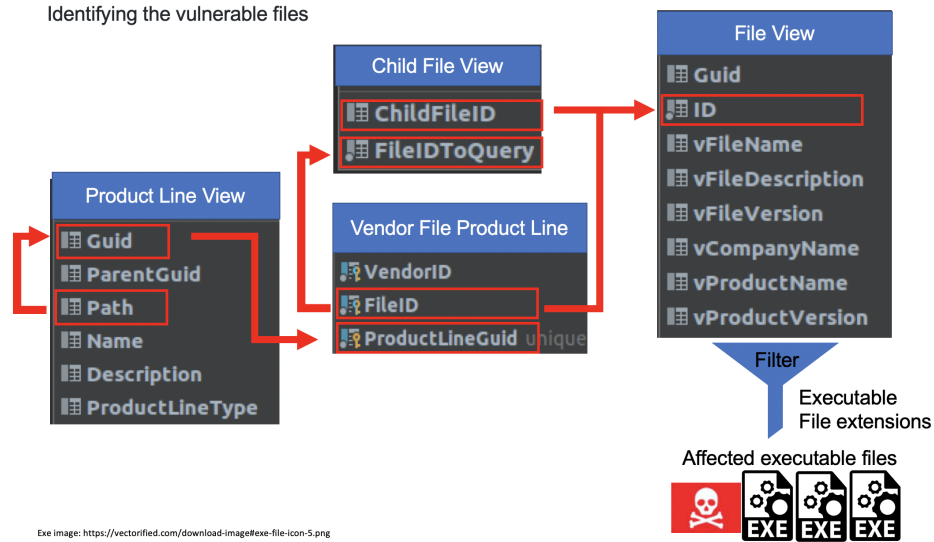 Identifying the vulnerable files
Product Line View
Guid
ParentGuid
Path
Name
Description
ProductLineType
Child File View
ChildFileID
FileIDToQuery
Vendor File Product Line
VendorID
FileID
ProductLineGuid unique
File View
Guid
ID
vFileName
vFileDescription
vFileVersion
vCompanyName
vProductName
vProductVersion
Filter
Executable
File extensions
Affected executable files
EXE EXE EXE
Exe image: https://vectorified.com/download-image#exe-file-icon-5.png